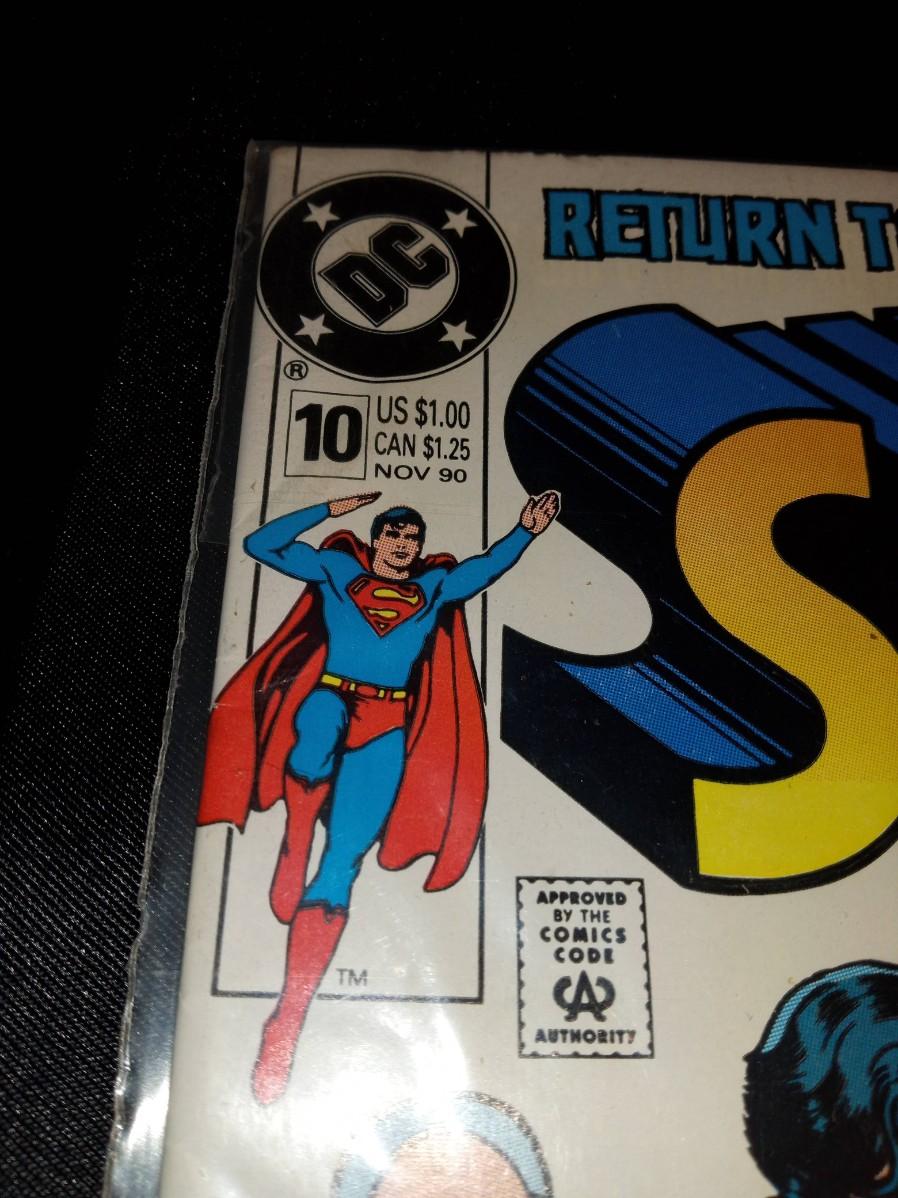 DC
®
10
US $1.00
CAN $1.25
NOV 90
RETURN T
S
S
TM
APPROVED
BY THE
COMICS
CODE
CA
AUTHORITY